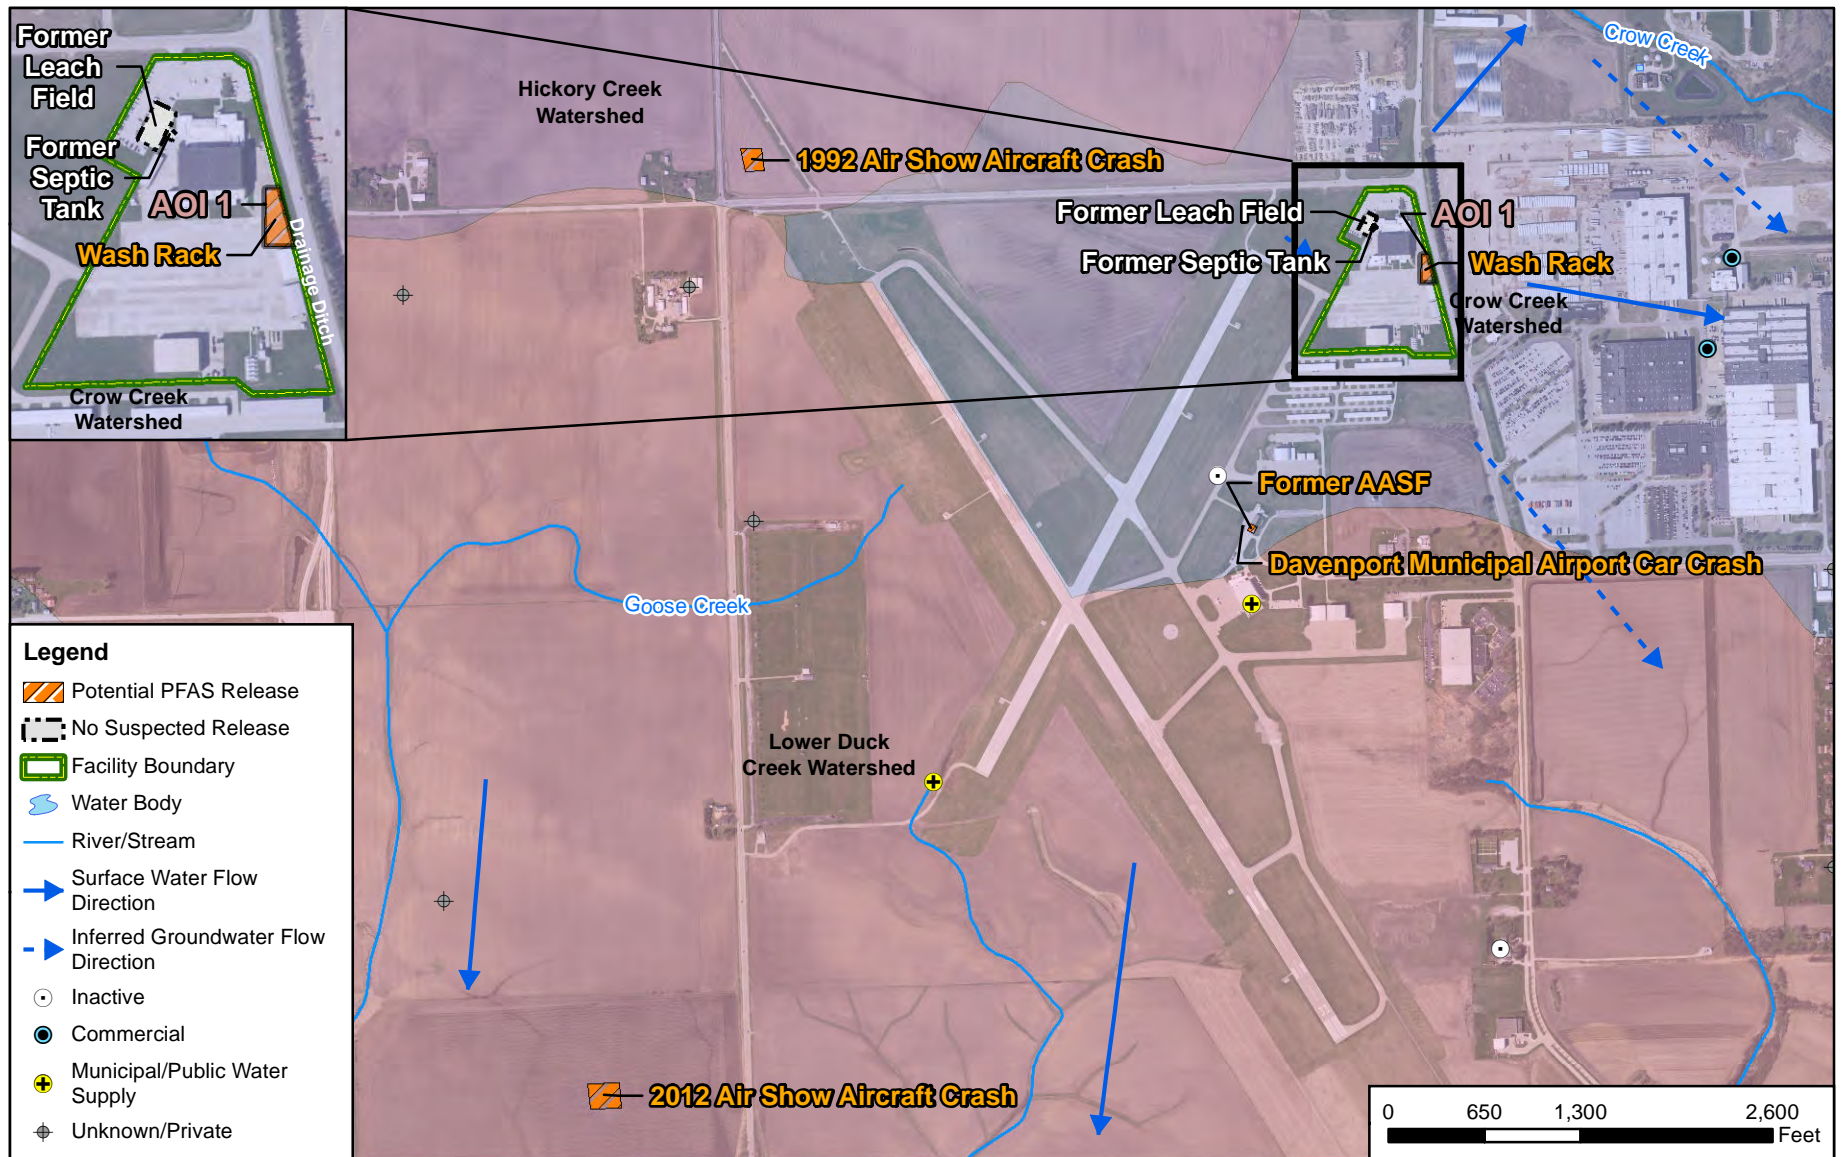 Former
Leach
Field
Former
Septic
Tank
AOI 1
Wash Rack
Drainage Ditch
Crow Creek
Watershed
Hickory Creek
Watershed
1992 Air Show Aircraft Crash
Crow Creek
Former Leach Field
AOI 1
Former Septic Tank
Wash Rack
Crow Creek
Watershed
Former AASF
Davenport Municipal Airport Car Crash
Goose Creek
Lower Duck
Creek Watershed
2012 Air Show Aircraft Crash
Legend
Potential PFAS Release
No Suspected Release
Facility Boundary
Water Body
River/Stream
Surface Water Flow
Direction
Inferred Groundwater Flow
Direction
Inactive
Commercial
Municipal/Public Water
Supply
Unknown/Private
0 650 1,300 2,600
Feet